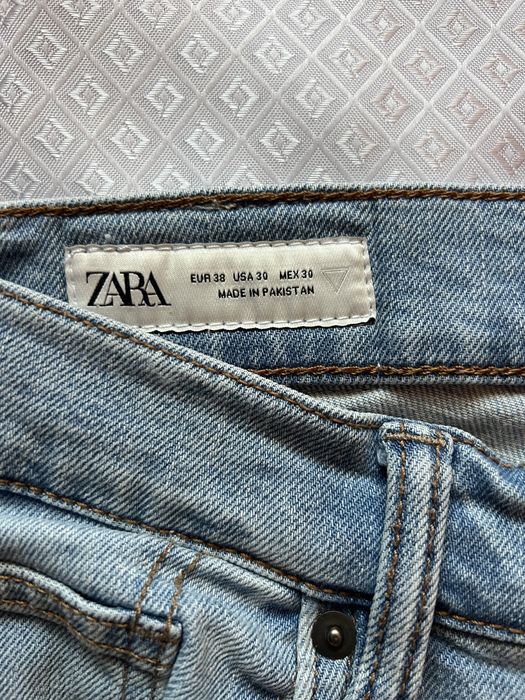 ZARA
EUR 38 USA 30 MEX 30
MADE IN PAKISTAN